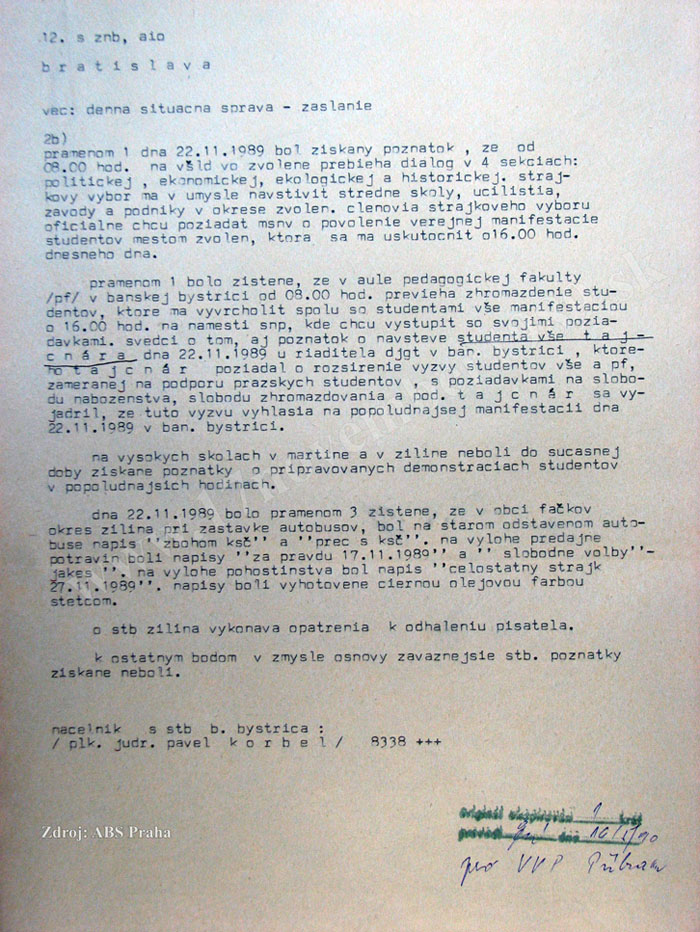 12. s znb, aio
b r a t i s l a v a
vec: denna situacna sprava - zaslanie
2b)
pramenom 1 dna 22.11.1989 bol ziskany poznatok , ze od
08.00 hod. na všld vo zvolene prebieha dialog v 4 sekciach:
politickej , ekonomickej, ekologickej a historickej. straj-
kovy vybor ma v umysle navstivit stredne skoly, ucilistia,
zavody a podniky v okrese zvolen. clenovia strajkoveho vyboru
oficialne chcu poziadat msnv o povolenie verejnej manifestacie
studentov mestom zvolen, ktora sa ma uskutocnit o16.00 hod.
dnesneho dna.
pramenom 1 bolo zistene, ze v aule pedagogickej fakulty
/pf/ v banskej bystrici od 08.00 hod. previeha zhromazdenie stu-
dentov, ktore ma vyvrcholit spolu so studentami vše manifestaciou
o 16.00 hod. na namesti snp, kde chcu vystupit so svojimi pozia-
davkami. svedci o tom, aj poznatok o navsteve studenta vše t a j-
c n á r a dna 22.11.1989 u riaditela djgt v ban. bystrici , ktore-
ho t a j c n á r poziadal o rozsirenie vyzvy studentov vše a pf,
zameranej na podporu prazskych studentov , s poziadavkami na slobo-
du nabozenstva, slobodu zhromazdovania a pod. t a j c n á r sa vy-
jadril, ze tuto vyzvu vyhlasia na popoludnajsej manifestacii dna
22.11.1989 v ban. bystrici.
na vysokych skolach v martine a v ziline neboli do sucasnej
doby ziskane poznatky o pripravovanych demonstraciach studentov
v popoludnajsich hodinach.
dna 22.11.1989 bolo pramenom 3 zistene, ze v obci fačkov
okres zilina pri zastavke autobusov, bol na starom odstavenom auto-
buse napis ''zbohom ksč'' a ''prec s ksč''. na vylohe predajne
potravin boli napisy ''za pravdu 17.11.1989'' a '' slobodne volby''-
jakes ''. na vylohe pohostinstva bol napis ''celostatny strajk
27.11.1989''. napisy boli vyhotovene ciernou olejovou farbou
stetcom.
o stb zilina vykonava opatrenia k odhaleniu pisatela.
k ostatnym bodom v zmysle osnovy zavaznejsie stb. poznatky
ziskane neboli.
nacelnik s stb b. bystrica :
/ plk. judr. pavel k o r b e l / 8338 +++
Zdroj: ABS Praha
1
dna
pro VVP Příbram